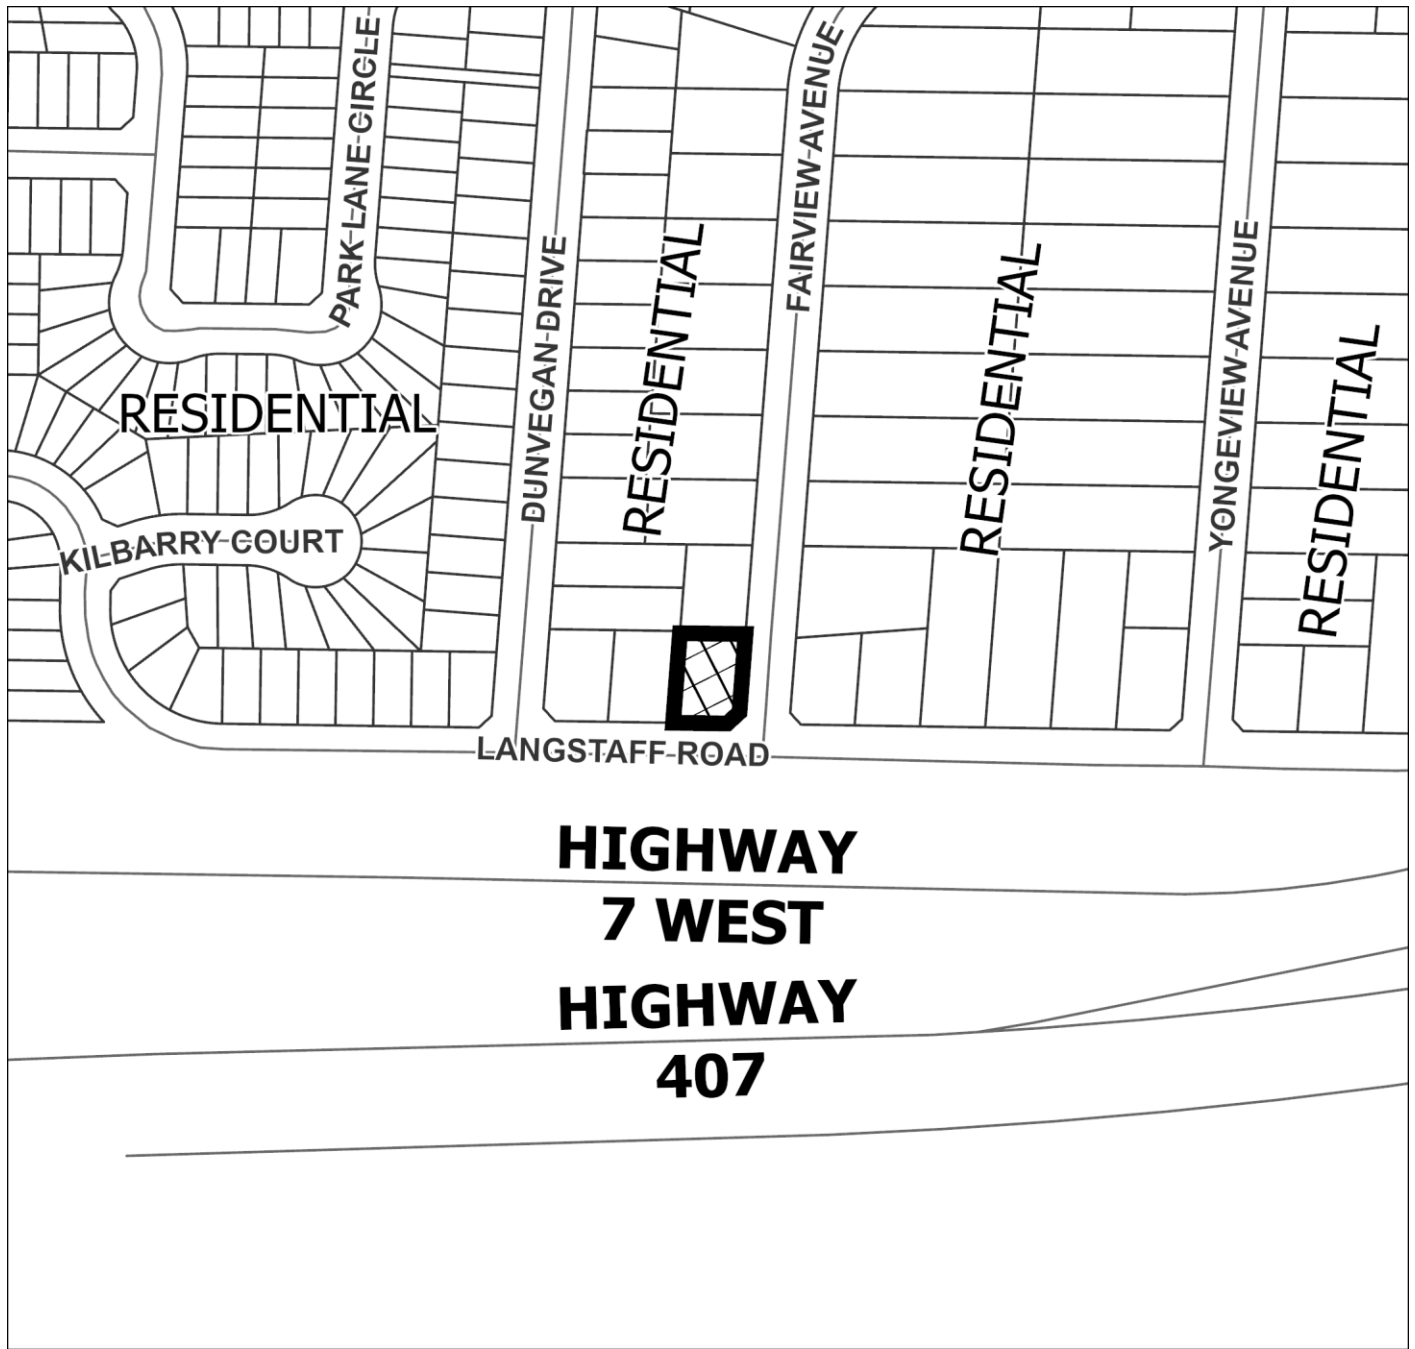 PARK LANE CIRCLE
FAIRVIEW AVENUE
DUNVEGAN DRIVE
YONGEVIEW AVENUE
RESIDENTIAL
RESIDENTIAL
RESIDENTIAL
RESIDENTIAL
KILBARRY COURT
LANGSTAFF ROAD
HIGHWAY
7 WEST
HIGHWAY
407